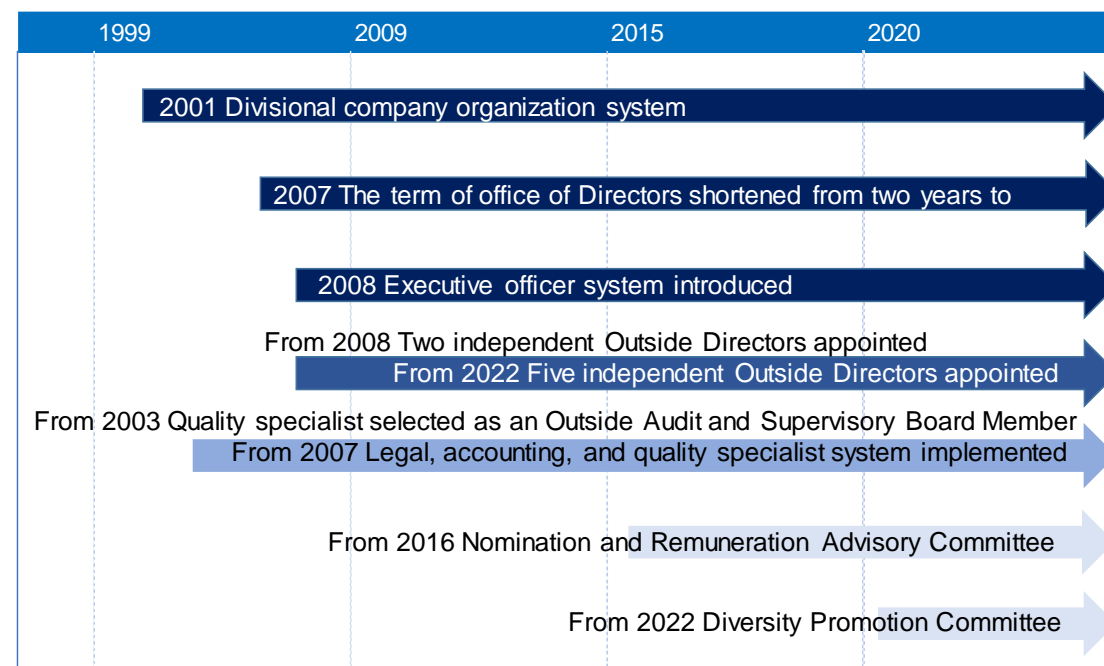 1999 2009 2015 2020
2001 Divisional company organization system
2007 The term of office of Directors shortened from two years to
2008 Executive officer system introduced
From 2008 Two independent Outside Directors appointed
From 2022 Five independent Outside Directors appointed
From 2003 Quality specialist selected as an Outside Audit and Supervisory Board Member
From 2007 Legal, accounting, and quality specialist system implemented
From 2016 Nomination and Remuneration Advisory Committee
From 2022 Diversity Promotion Committee